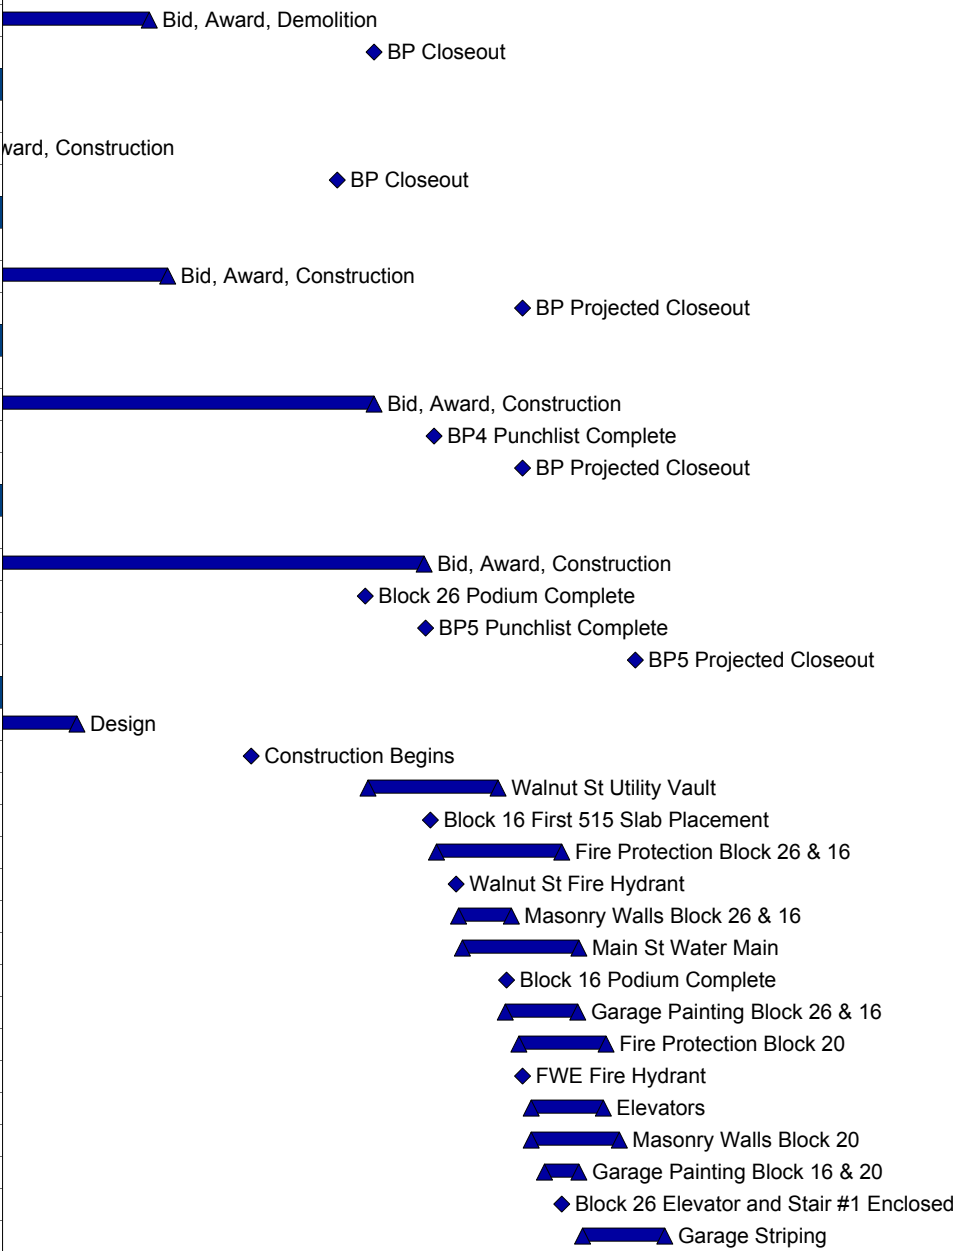 Bid, Award, Demolition
BP Closeout
ward, Construction
BP Closeout
Bid, Award, Construction
BP Projected Closeout
Bid, Award, Construction
BP4 Punchlist Complete
BP Projected Closeout
Bid, Award, Construction
Block 26 Podium Complete
BP5 Punchlist Complete
BP5 Projected Closeout
Design
Construction Begins
Walnut St Utility Vault
Block 16 First 515 Slab Placement
Fire Protection Block 26 & 16
Walnut St Fire Hydrant
Masonry Walls Block 26 & 16
Main St Water Main
Block 16 Podium Complete
Garage Painting Block 26 & 16
Fire Protection Block 20
FWE Fire Hydrant
Elevators
Masonry Walls Block 20
Garage Painting Block 16 & 20
Block 26 Elevator and Stair #1 Enclosed
Garage Striping